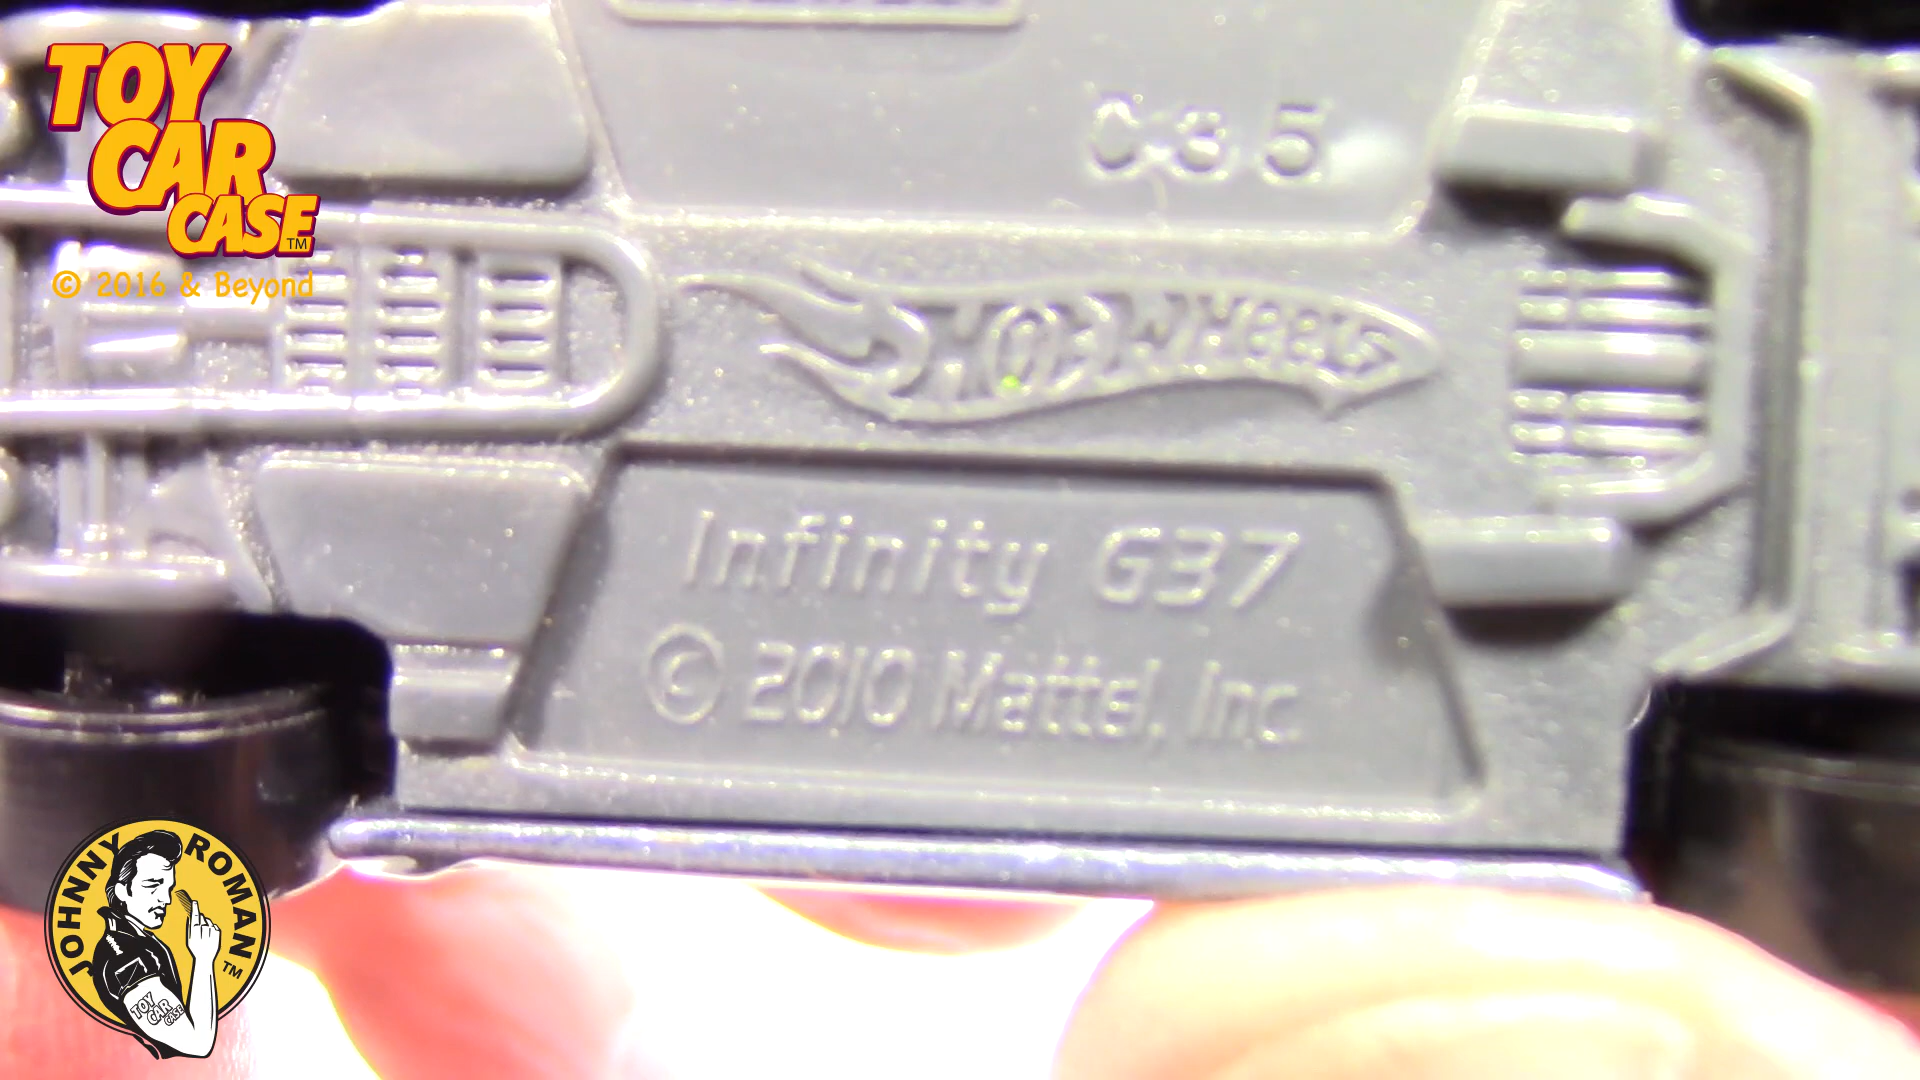 TOY
CAR
CASE
TM
© 2016 & Beyond
C35
HOT WHEELS
Infinity G37
© 2010 Mattel, Inc.
JOHNNY ROMAN
TM
TOY
CAR
CASE